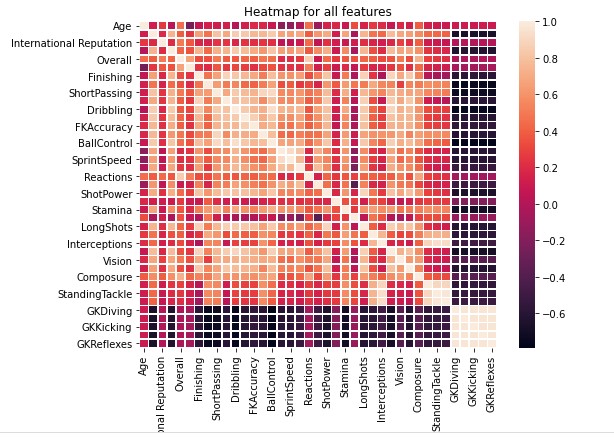 Heatmap for all features
Age
International Reputation
Overall
Finishing
ShortPassing
Dribbling
FKAccuracy
BallControl
SprintSpeed
Reactions
ShotPower
Stamina
LongShots
Interceptions
Vision
Composure
StandingTackle
GKDiving
GKKicking
GKReflexes
1.0
0.8
0.6
0.4
0.2
0.0
−0.2
−0.4
−0.6
Age
nal Reputation
Overall
Finishing
ShortPassing
Dribbling
FKAccuracy
BallControl
SprintSpeed
Reactions
ShotPower
Stamina
LongShots
Interceptions
Vision
Composure
StandingTackle
GKDiving
GKKicking
GKReflexes